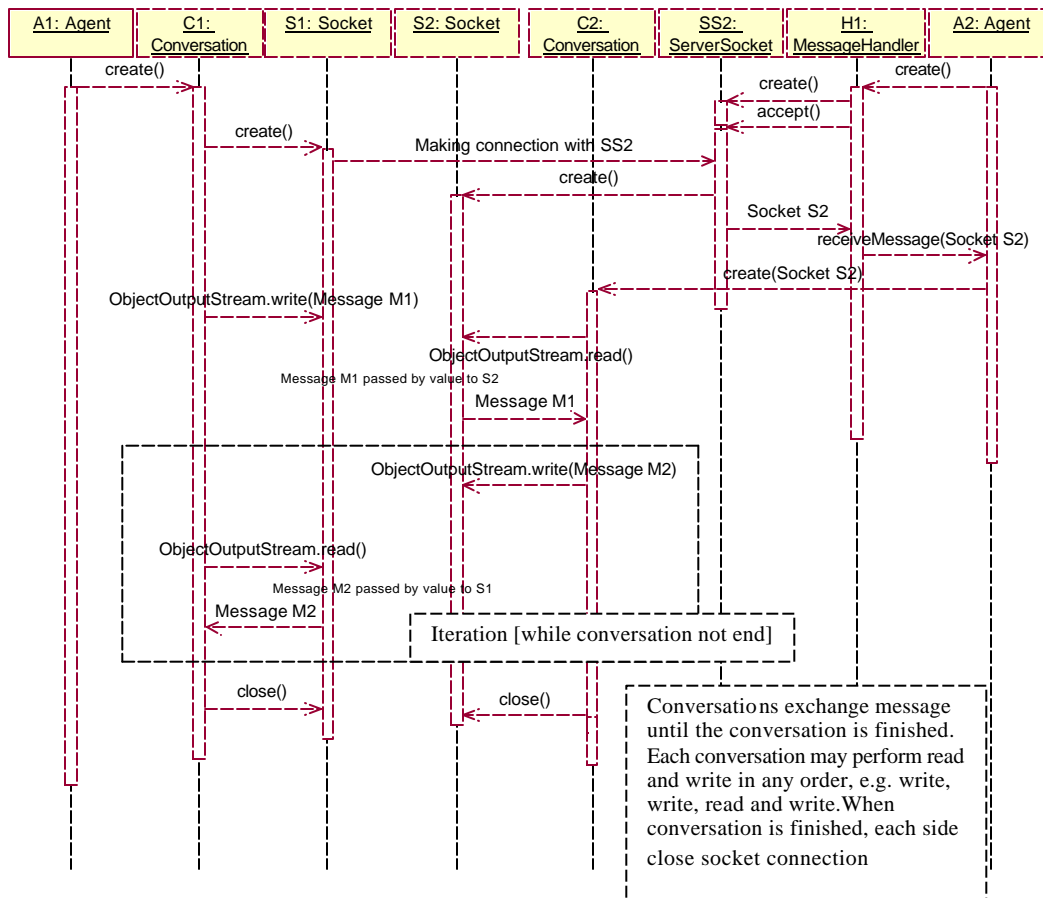 A1: Agent
C1:
Conversation
S1: Socket
S2: Socket
C2:
Conversation
SS2:
ServerSocket
H1:
MessageHandler
A2: Agent
create()
create()
create()
accept()
create()
Making connection with SS2
create()
Socket S2
receiveMessage(Socket S2)
create(Socket S2)
ObjectOutputStream.write(Message M1)
ObjectOutputStream.read()
Message M1 passed by value to S2
Message M1
ObjectOutputStream.write(Message M2)
ObjectOutputStream.read()
Message M2 passed by value to S1
Message M2
Iteration [while conversation not end]
close()
close()
Conversations exchange message
until the conversation is finished.
Each conversation may perform read
and write in any order, e.g. write,
write, read and write.When
conversation is finished, each side
close socket connection